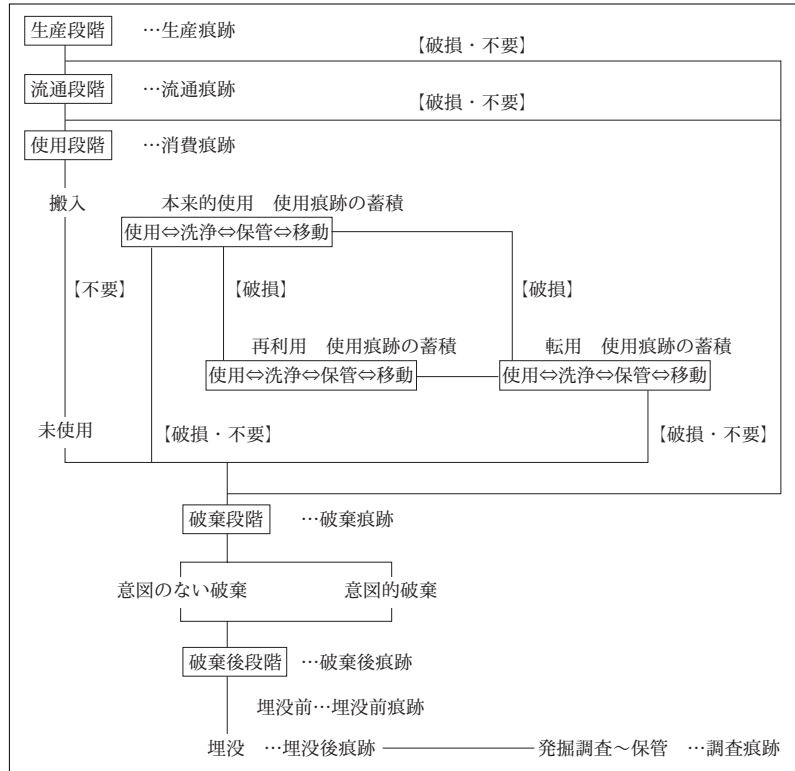 生産段階 …生産痕跡
【破損・不要】
流通段階 …流通痕跡
【破損・不要】
使用段階 …消費痕跡
搬入
本来的使用 使用痕跡の蓄積
使用⇔洗浄⇔保管⇔移動
【不要】
【破損】
【破損】
再利用 使用痕跡の蓄積
転用 使用痕跡の蓄積
使用⇔洗浄⇔保管⇔移動
使用⇔洗浄⇔保管⇔移動
未使用
【破損・不要】
【破損・不要】
破棄段階 …破棄痕跡
意図のない破棄
意図的破棄
破棄後段階 …破棄後痕跡
埋没前…埋没前痕跡
埋没 …埋没後痕跡
発掘調査～保管 …調査痕跡